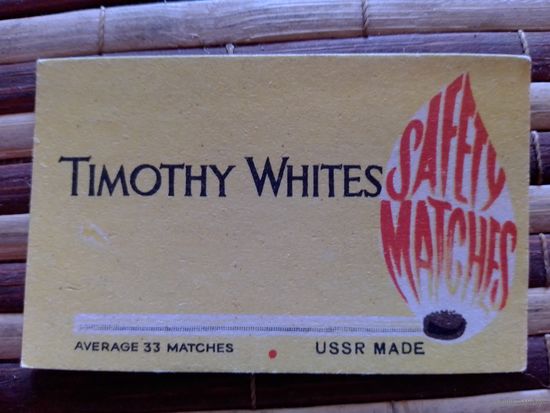 TIMOTHY WHITES
SAFETY
MATCHES
AVERAGE 33 MATCHES • USSR MADE